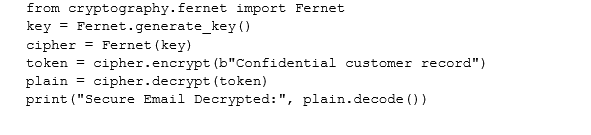 from cryptography.fernet import Fernet
key = Fernet.generate_key()
cipher = Fernet(key)
token = cipher.encrypt(b"Confidential customer record")
plain = cipher.decrypt(token)
print("Secure Email Decrypted:", plain.decode())